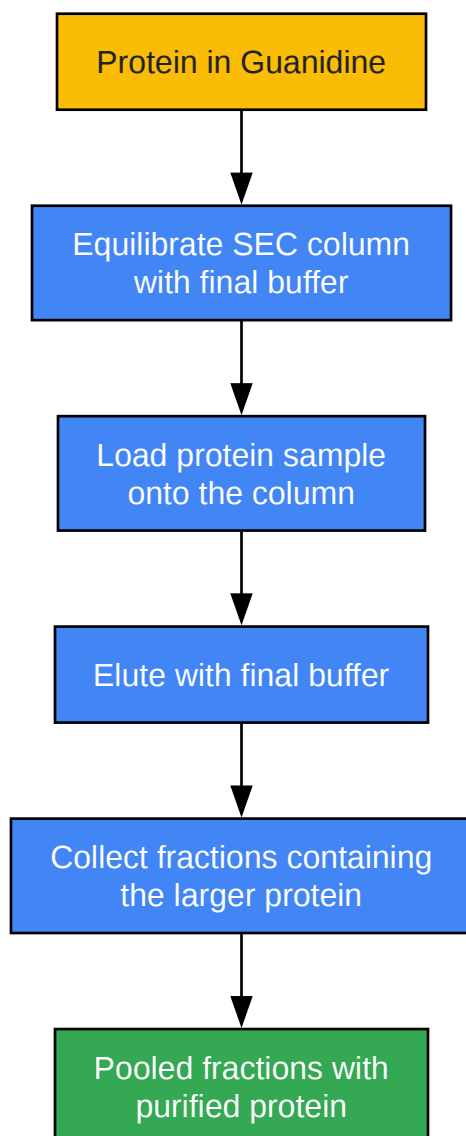 Protein in Guanidine
Equilibrate SEC column
with final buffer
Load protein sample
onto the column
Elute with final buffer
Collect fractions containing
the larger protein
Pooled fractions with
purified protein